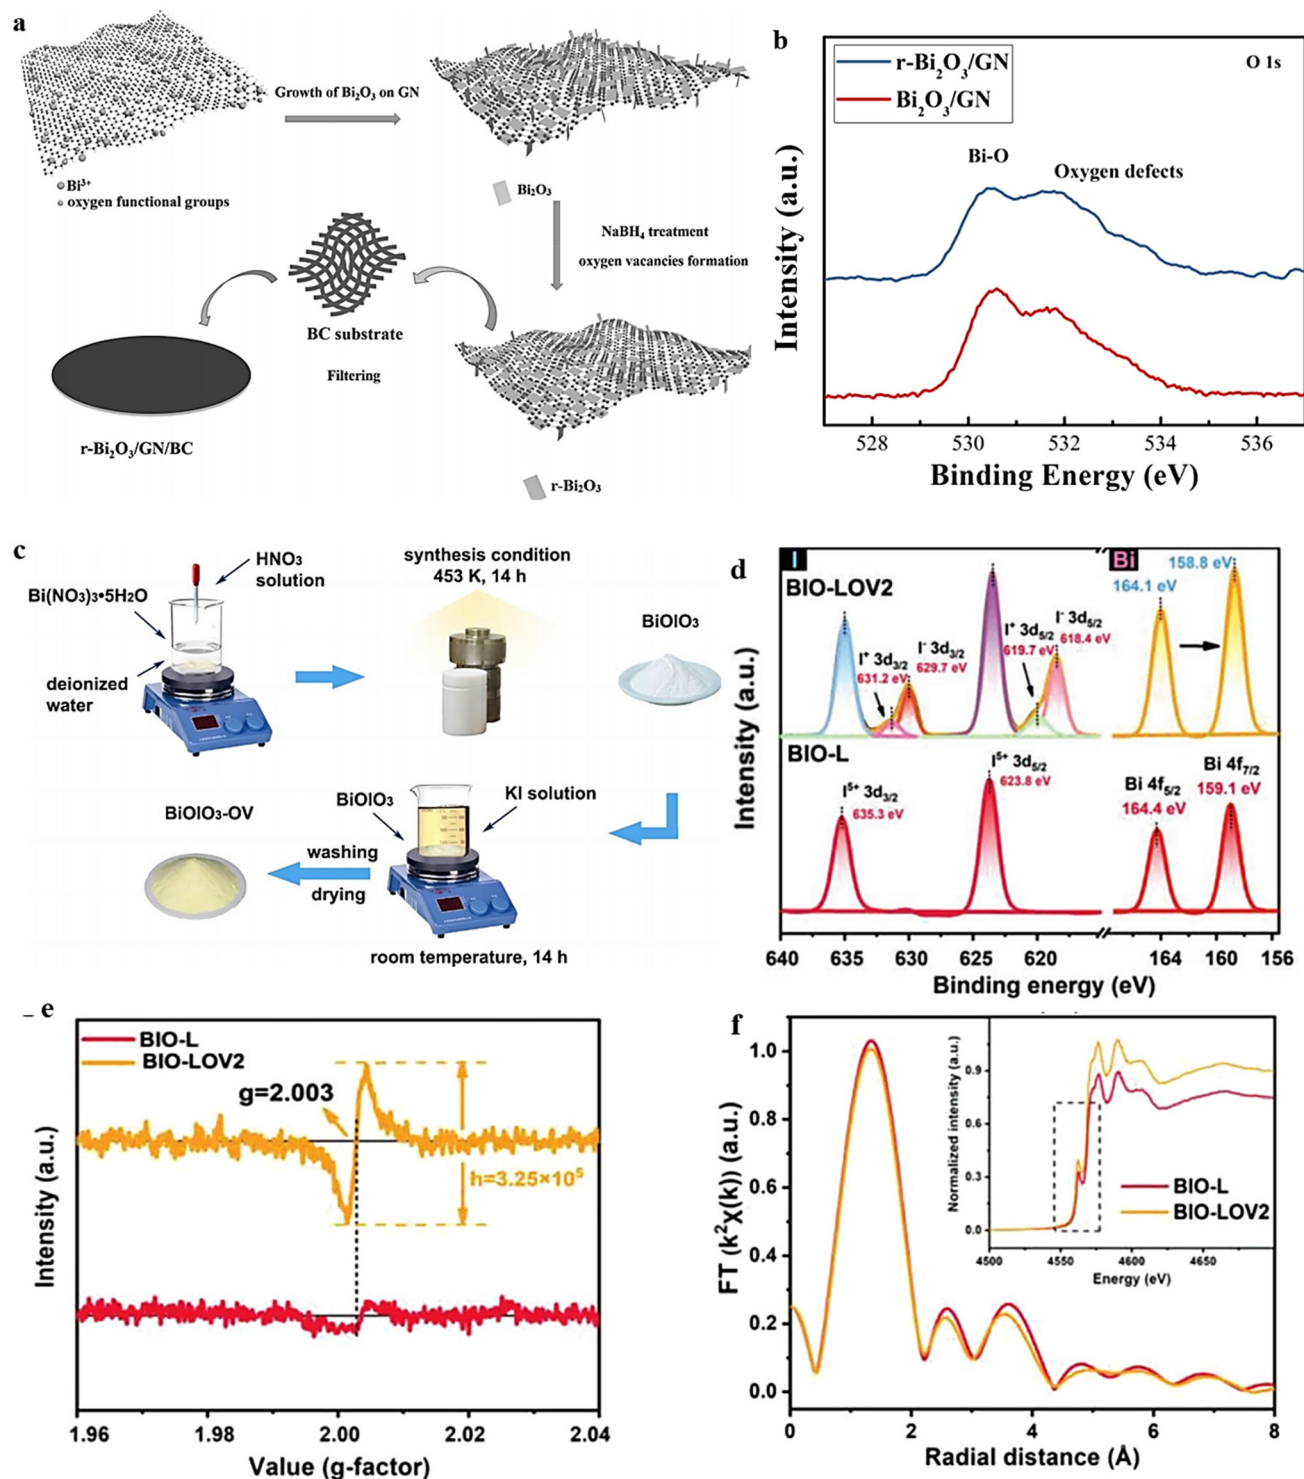 a
Growth of Bi₂O₃ on GN
Bi³⁺
oxygen functional groups
Bi₂O₃
NaBH₄ treatment
oxygen vacancies formation
BC substrate
Filtering
r-Bi₂O₃/GN/BC
r-Bi₂O₃
b
r-Bi₂O₃/GN
Bi₂O₃/GN
O 1s
Bi-O
Oxygen defects
Intensity (a.u.)
528 530 532 534 536
Binding Energy (eV)
c
HNO₃
solution
Bi(NO₃)₃•5H₂O
deionized
water
synthesis condition
453 K, 14 h
BiOIO₃
BiOIO₃
KI solution
BiOIO₃-OV
washing
drying
room temperature, 14 h
d
I
Bi
BIO-LOV2
I⁺ 3d₃/₂
631.2 eV
I⁻ 3d₃/₂
629.7 eV
I⁺ 3d₅/₂
619.7 eV
I⁻ 3d₅/₂
618.4 eV
164.1 eV
158.8 eV
BIO-L
I⁵⁺ 3d₃/₂
635.3 eV
I⁵⁺ 3d₅/₂
623.8 eV
Bi 4f₅/₂
164.4 eV
Bi 4f₇/₂
159.1 eV
Intensity (a.u.)
640 635 630 625 620 164 160 156
Binding energy (eV)
e
BIO-L
BIO-LOV2
g=2.003
h=3.25×10⁵
Intensity (a.u.)
1.96 1.98 2.00 2.02 2.04
Value (g-factor)
f
FT (k²χ(k)) (a.u.)
1.0
0.8
0.6
0.4
0.2
0.0
0 2 4 6 8
Radial distance (Å)
Normalized intensity (a.u.)
0.9
0.6
0.3
0.0
BIO-L
BIO-LOV2
4500 4550 4600 4650
Energy (eV)